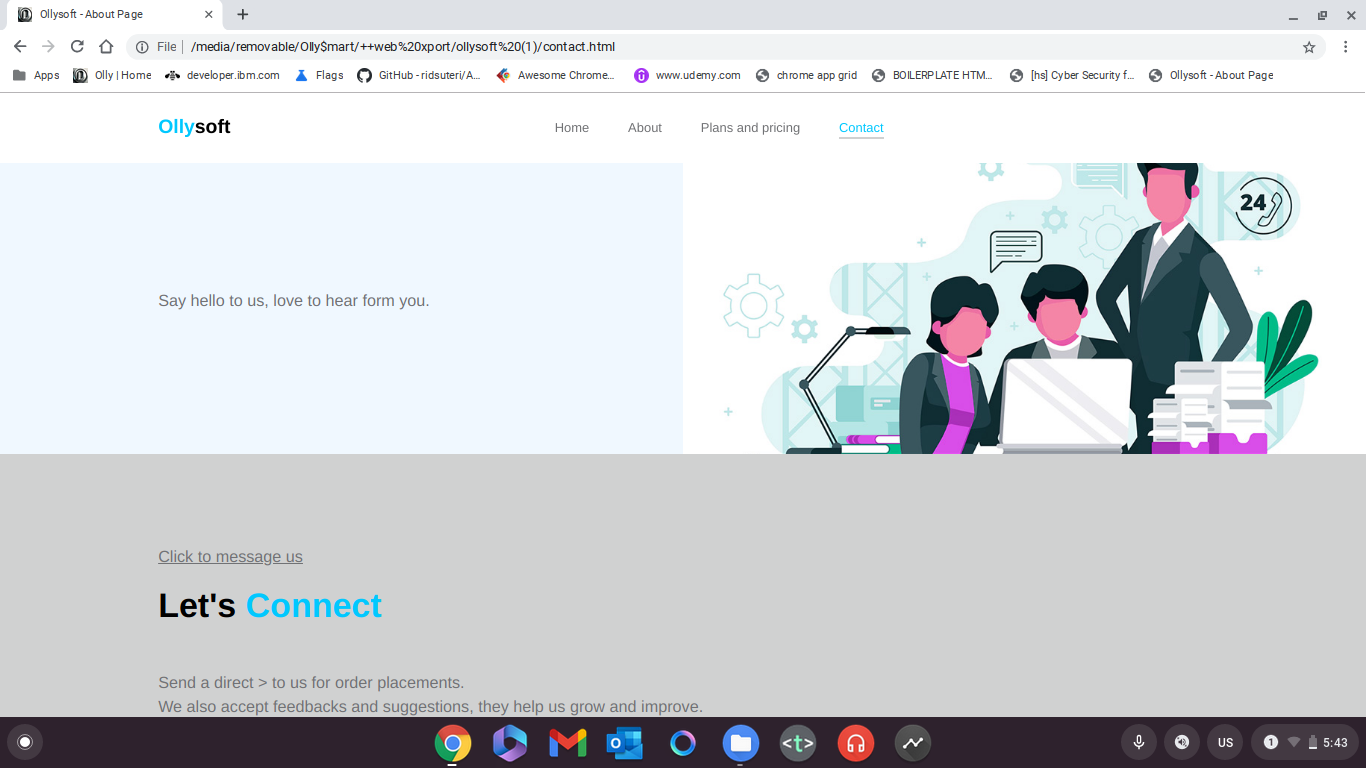 Ollysoft - About Page
File
/media/removable/Olly$mart/++web%20xport/ollysoft%20(1)/contact.html
Apps Olly | Home developer.ibm.com Flags GitHub - ridsuteri/A... Awesome Chrome... www.udemy.com chrome app grid BOILERPLATE HTM... [hs] Cyber Security f... Ollysoft - About Page
Ollysoft Home About Plans and pricing Contact
24
Say hello to us, love to hear form you.
Click to message us
Let's Connect
Send a direct > to us for order placements.
We also accept feedbacks and suggestions, they help us grow and improve.
<t> US 1 5:43